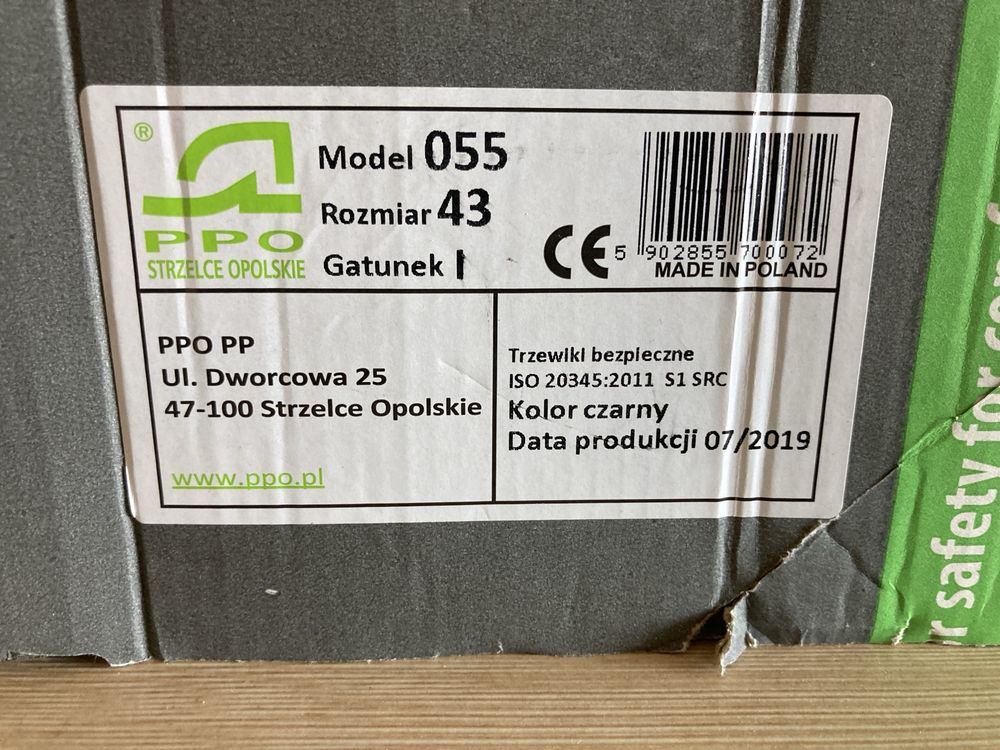 ®
PPO
STRZELCE OPOLSKIE
Model 055
Rozmiar 43
Gatunek I
CE
5 902855 700072
MADE IN POLAND
PPO PP
Ul. Dworcowa 25
47-100 Strzelce Opolskie
www.ppo.pl
Trzewiki bezpieczne
ISO 20345:2011 S1 SRC
Kolor czarny
Data produkcji 07/2019
safety for